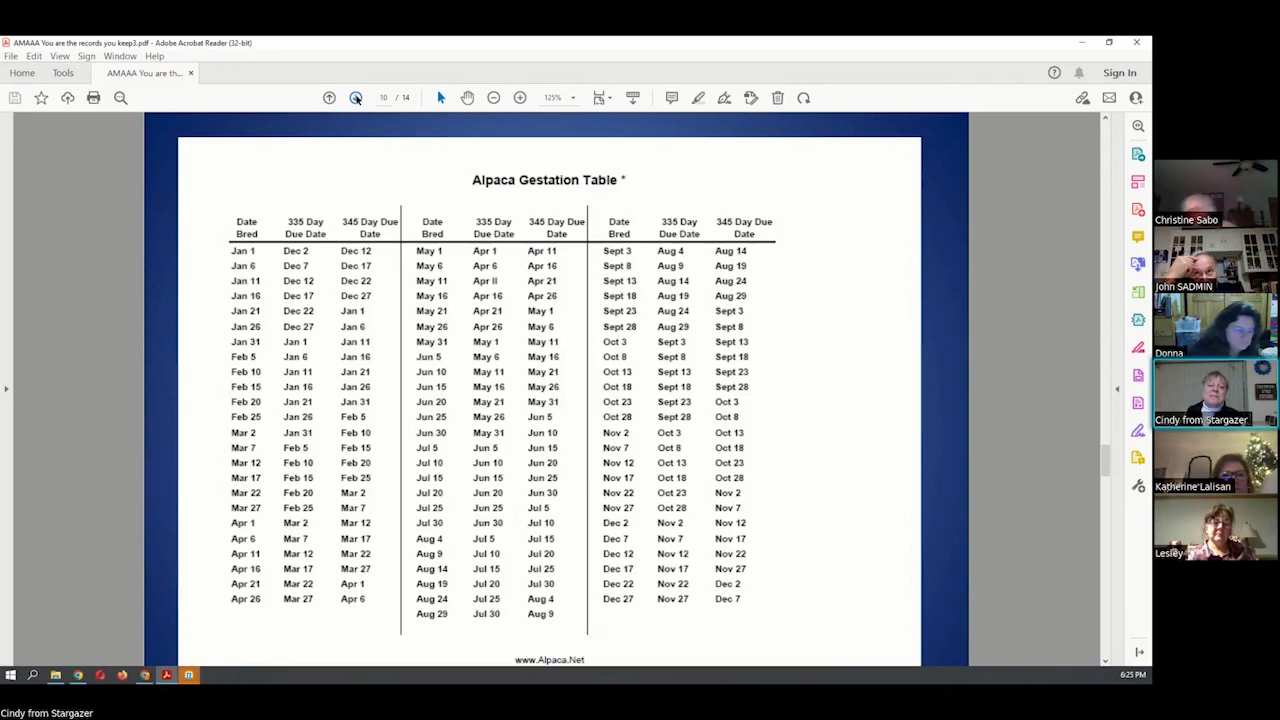 AMAAA You are the records you keep3.pdf - Adobe Acrobat Reader (32-bit)
File Edit View Sign Window Help
Home Tools AMAAA You are th... × Sign In
10 / 14 125%
Alpaca Gestation Table *
Date Bred 335 Day Due Date 345 Day Due Date Date Bred 335 Day Due Date 345 Day Due Date Date Bred 335 Day Due Date 345 Day Due Date
Jan 1 Dec 2 Dec 12 May 1 Apr 1 Apr 11 Sept 3 Aug 4 Aug 14
Jan 6 Dec 7 Dec 17 May 6 Apr 6 Apr 16 Sept 8 Aug 9 Aug 19
Jan 11 Dec 12 Dec 22 May 11 Apr II Apr 21 Sept 13 Aug 14 Aug 24
Jan 16 Dec 17 Dec 27 May 16 Apr 16 Apr 26 Sept 18 Aug 19 Aug 29
Jan 21 Dec 22 Jan 1 May 21 Apr 21 May 1 Sept 23 Aug 24 Sept 3
Jan 26 Dec 27 Jan 6 May 26 Apr 26 May 6 Sept 28 Aug 29 Sept 8
Jan 31 Jan 1 Jan 11 May 31 May 1 May 11 Oct 3 Sept 3 Sept 13
Feb 5 Jan 6 Jan 16 Jun 5 May 6 May 16 Oct 8 Sept 8 Sept 18
Feb 10 Jan 11 Jan 21 Jun 10 May 11 May 21 Oct 13 Sept 13 Sept 23
Feb 15 Jan 16 Jan 26 Jun 15 May 16 May 26 Oct 18 Sept 18 Sept 28
Feb 20 Jan 21 Jan 31 Jun 20 May 21 May 31 Oct 23 Sept 23 Oct 3
Feb 25 Jan 26 Feb 5 Jun 25 May 26 Jun 5 Oct 28 Sept 28 Oct 8
Mar 2 Jan 31 Feb 10 Jun 30 May 31 Jun 10 Nov 2 Oct 3 Oct 13
Mar 7 Feb 5 Feb 15 Jul 5 Jun 5 Jun 15 Nov 7 Oct 8 Oct 18
Mar 12 Feb 10 Feb 20 Jul 10 Jun 10 Jun 20 Nov 12 Oct 13 Oct 23
Mar 17 Feb 15 Feb 25 Jul 15 Jun 15 Jun 25 Nov 17 Oct 18 Oct 28
Mar 22 Feb 20 Mar 2 Jul 20 Jun 20 Jun 30 Nov 22 Oct 23 Nov 2
Mar 27 Feb 25 Mar 7 Jul 25 Jun 25 Jul 5 Nov 27 Oct 28 Nov 7
Apr 1 Mar 2 Mar 12 Jul 30 Jun 30 Jul 10 Dec 2 Nov 2 Nov 12
Apr 6 Mar 7 Mar 17 Aug 4 Jul 5 Jul 15 Dec 7 Nov 7 Nov 17
Apr 11 Mar 12 Mar 22 Aug 9 Jul 10 Jul 20 Dec 12 Nov 12 Nov 22
Apr 16 Mar 17 Mar 27 Aug 14 Jul 15 Jul 25 Dec 17 Nov 17 Nov 27
Apr 21 Mar 22 Apr 1 Aug 19 Jul 20 Jul 30 Dec 22 Nov 22 Dec 2
Apr 26 Mar 27 Apr 6 Aug 24 Jul 25 Aug 4 Dec 27 Nov 27 Dec 7
Aug 29 Jul 30 Aug 9
www.Alpaca.Net
6:25 PM
Christine Sabo
John SADMIN
Donna
Cindy from Stargazer
Katherine Lalisan
Lesley
Cindy from Stargazer